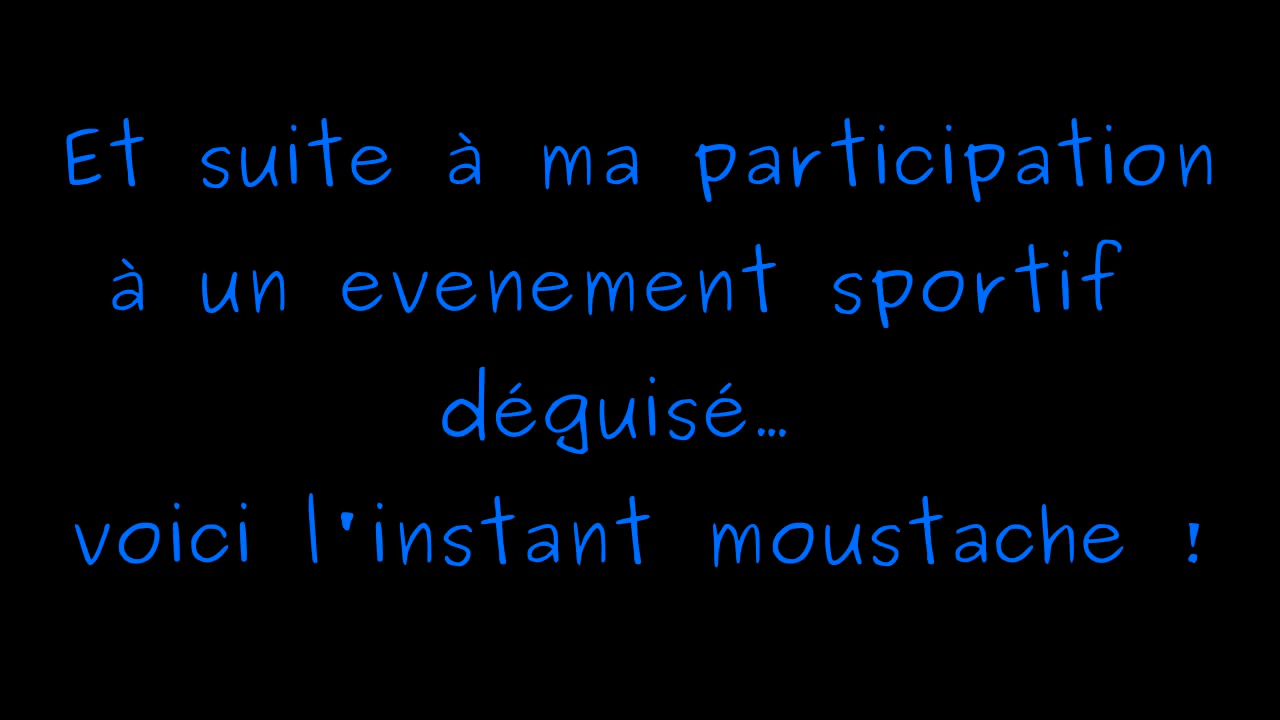 Et suite à ma participation
à un evenement sportif
déguisé...
voici l'instant moustache !